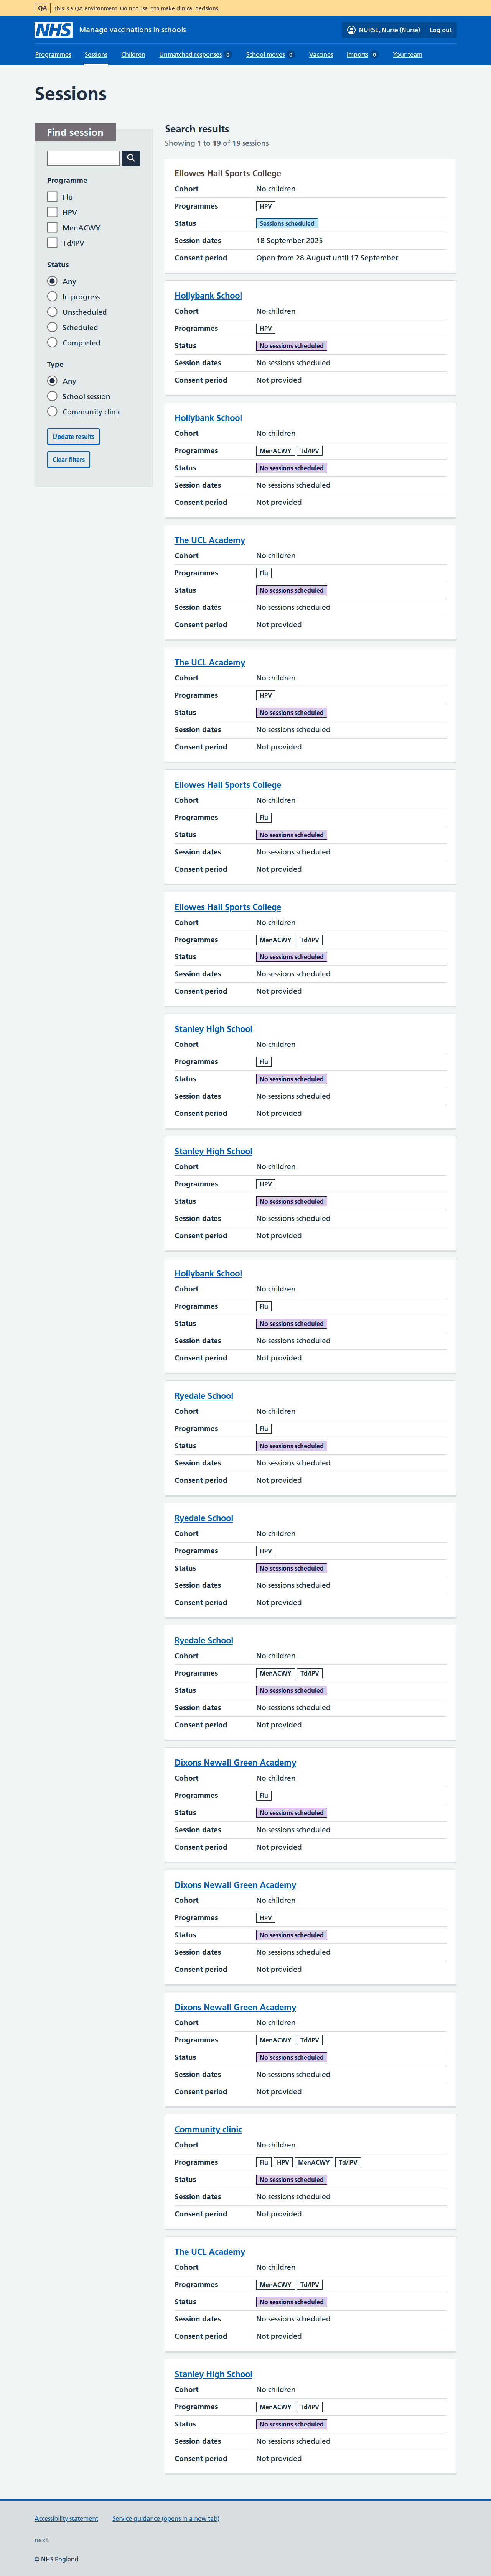 QA This is a QA environment. Do not use it to make clinical decisions.
NHS Manage vaccinations in schools NURSE, Nurse (Nurse) Log out
Programmes Sessions Children Unmatched responses 0 School moves 0 Vaccines Imports 0 Your team
Sessions
Find session
Programme
Flu
HPV
MenACWY
Td/IPV
Status
Any
In progress
Unscheduled
Scheduled
Completed
Type
Any
School session
Community clinic
Update results
Clear filters
Search results
Showing 1 to 19 of 19 sessions
Ellowes Hall Sports College
Cohort No children
Programmes HPV
Status Sessions scheduled
Session dates 18 September 2025
Consent period Open from 28 August until 17 September
Hollybank School
Cohort No children
Programmes HPV
Status No sessions scheduled
Session dates No sessions scheduled
Consent period Not provided
Hollybank School
Cohort No children
Programmes MenACWY Td/IPV
Status No sessions scheduled
Session dates No sessions scheduled
Consent period Not provided
The UCL Academy
Cohort No children
Programmes Flu
Status No sessions scheduled
Session dates No sessions scheduled
Consent period Not provided
The UCL Academy
Cohort No children
Programmes HPV
Status No sessions scheduled
Session dates No sessions scheduled
Consent period Not provided
Ellowes Hall Sports College
Cohort No children
Programmes Flu
Status No sessions scheduled
Session dates No sessions scheduled
Consent period Not provided
Ellowes Hall Sports College
Cohort No children
Programmes MenACWY Td/IPV
Status No sessions scheduled
Session dates No sessions scheduled
Consent period Not provided
Stanley High School
Cohort No children
Programmes Flu
Status No sessions scheduled
Session dates No sessions scheduled
Consent period Not provided
Stanley High School
Cohort No children
Programmes HPV
Status No sessions scheduled
Session dates No sessions scheduled
Consent period Not provided
Hollybank School
Cohort No children
Programmes Flu
Status No sessions scheduled
Session dates No sessions scheduled
Consent period Not provided
Ryedale School
Cohort No children
Programmes Flu
Status No sessions scheduled
Session dates No sessions scheduled
Consent period Not provided
Ryedale School
Cohort No children
Programmes HPV
Status No sessions scheduled
Session dates No sessions scheduled
Consent period Not provided
Ryedale School
Cohort No children
Programmes MenACWY Td/IPV
Status No sessions scheduled
Session dates No sessions scheduled
Consent period Not provided
Dixons Newall Green Academy
Cohort No children
Programmes Flu
Status No sessions scheduled
Session dates No sessions scheduled
Consent period Not provided
Dixons Newall Green Academy
Cohort No children
Programmes HPV
Status No sessions scheduled
Session dates No sessions scheduled
Consent period Not provided
Dixons Newall Green Academy
Cohort No children
Programmes MenACWY Td/IPV
Status No sessions scheduled
Session dates No sessions scheduled
Consent period Not provided
Community clinic
Cohort No children
Programmes Flu HPV MenACWY Td/IPV
Status No sessions scheduled
Session dates No sessions scheduled
Consent period Not provided
The UCL Academy
Cohort No children
Programmes MenACWY Td/IPV
Status No sessions scheduled
Session dates No sessions scheduled
Consent period Not provided
Stanley High School
Cohort No children
Programmes MenACWY Td/IPV
Status No sessions scheduled
Session dates No sessions scheduled
Consent period Not provided
Accessibility statement Service guidance (opens in a new tab)
next
© NHS England